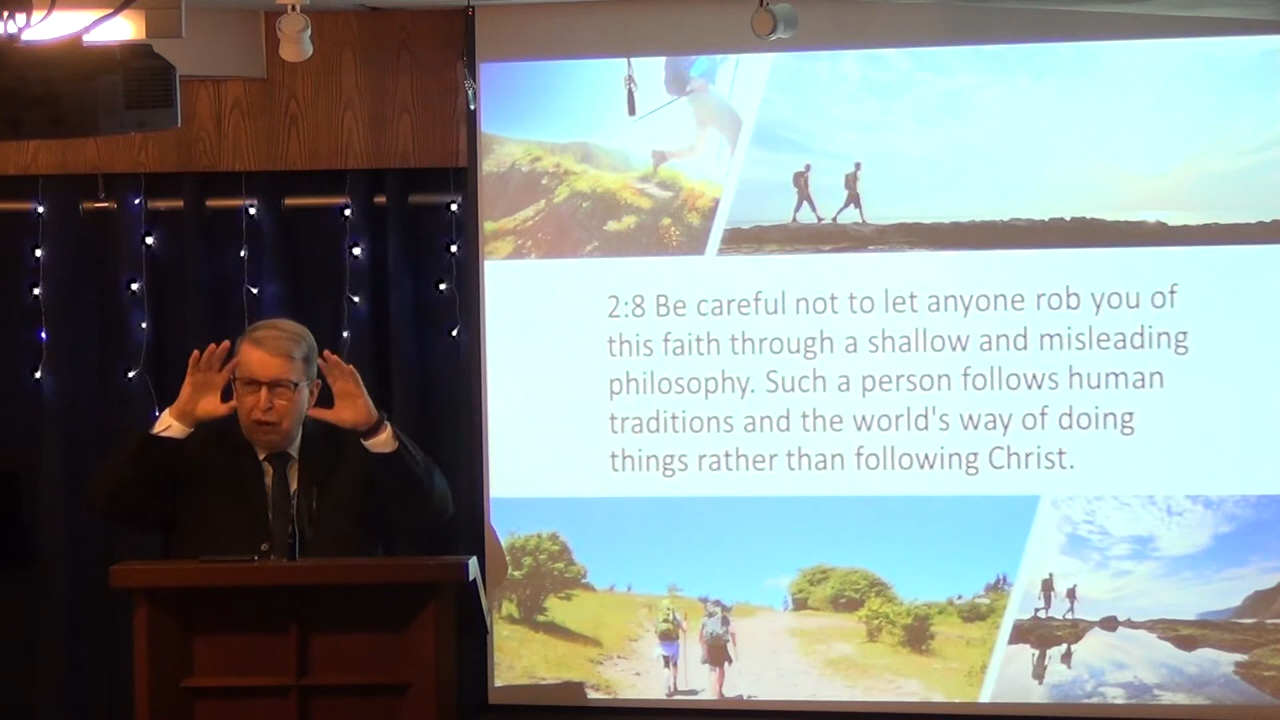 2:8 Be careful not to let anyone rob you of
this faith through a shallow and misleading
philosophy. Such a person follows human
traditions and the world's way of doing
things rather than following Christ.